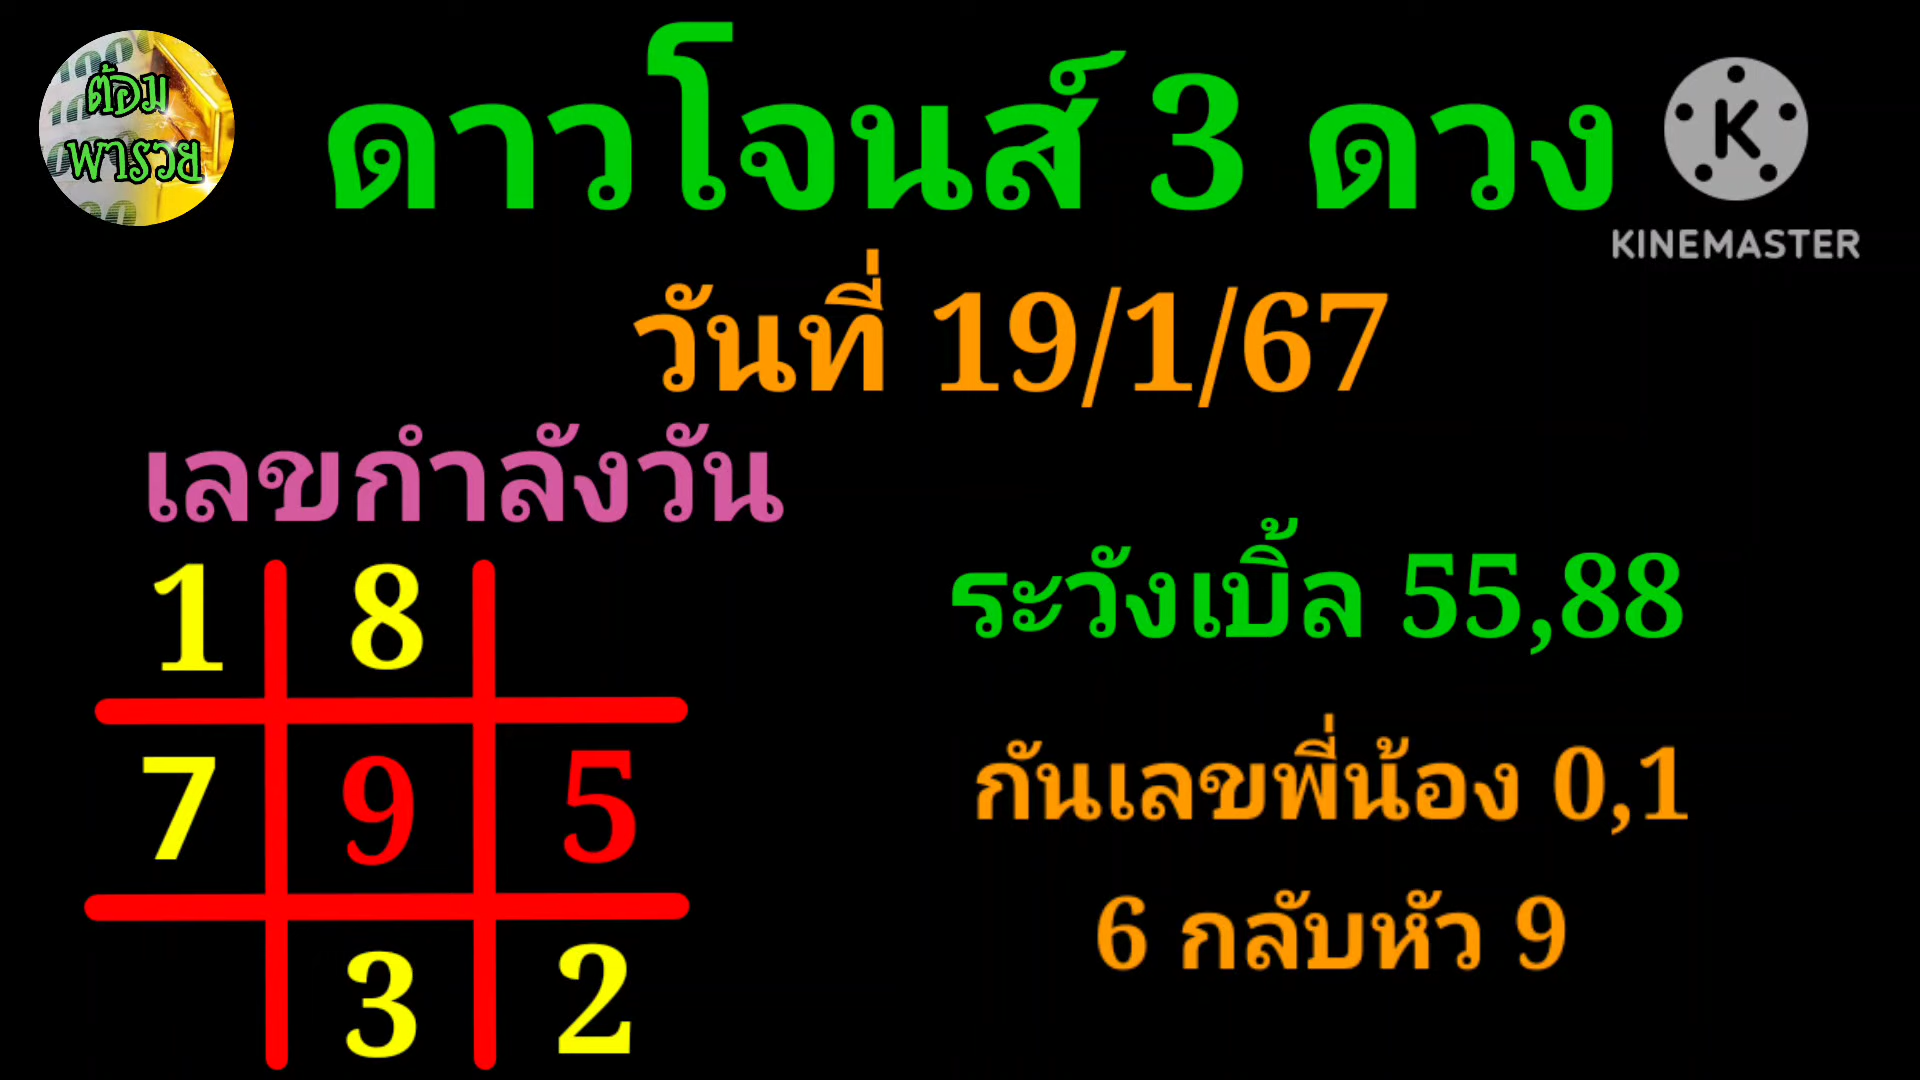 ต้อม
พารวย
ดาวโจนส์ 3 ดวง
KINEMASTER
วันที่ 19/1/67
เลขกำลังวัน
1 8
7 9 5
3 2
ระวังเบิ้ล 55,88
กันเลขพี่น้อง 0,1
6 กลับหัว 9